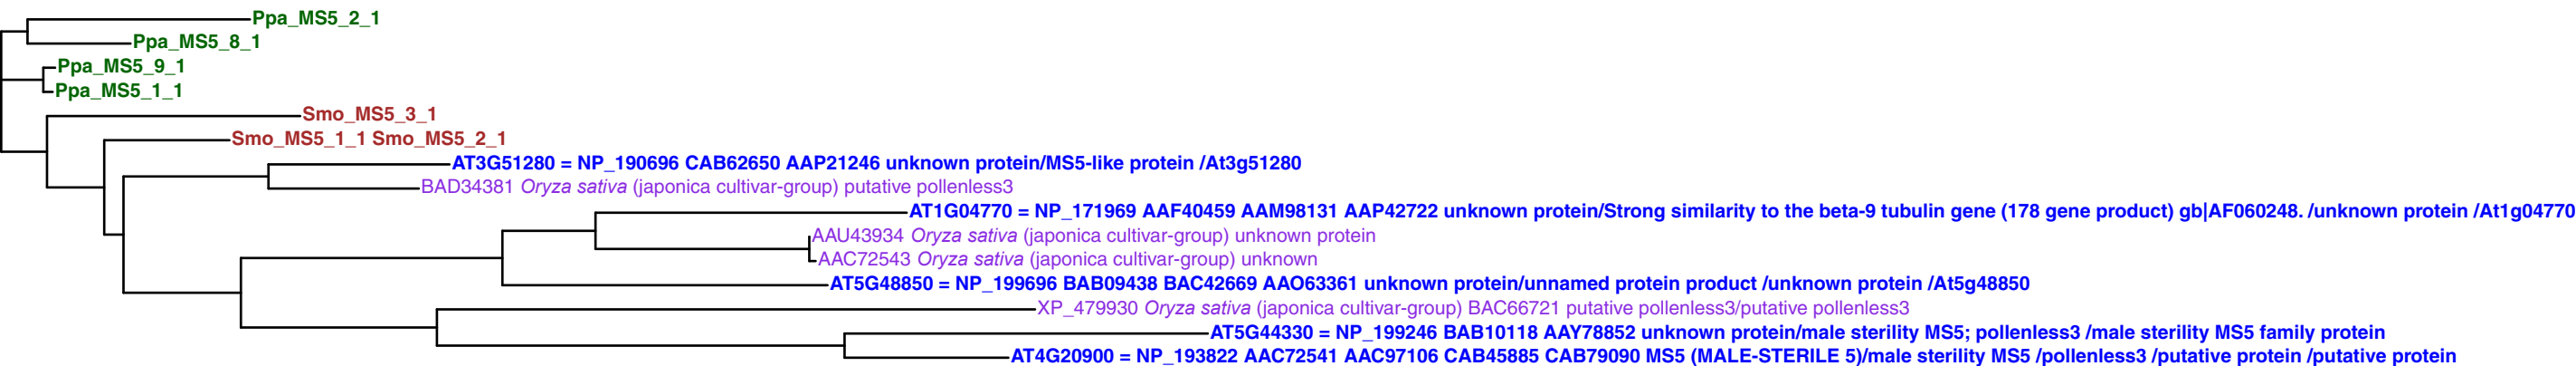 Ppa_MS5_2_1
Ppa_MS5_8_1
Ppa_MS5_9_1
Ppa_MS5_1_1
Smo_MS5_3_1
Smo_MS5_1_1 Smo_MS5_2_1
AT3G51280 = NP_190696 CAB62650 AAP21246 unknown protein/MS5-like protein /At3g51280
BAD34381 Oryza sativa (japonica cultivar-group) putative pollenless3
AT1G04770 = NP_171969 AAF40459 AAM98131 AAP42722 unknown protein/Strong similarity to the beta-9 tubulin gene (178 gene product) gb|AF060248. /unknown protein /At1g04770
AAU43934 Oryza sativa (japonica cultivar-group) unknown protein
AAC72543 Oryza sativa (japonica cultivar-group) unknown
AT5G48850 = NP_199696 BAB09438 BAC42669 AAO63361 unknown protein/unnamed protein product /unknown protein /At5g48850
XP_479930 Oryza sativa (japonica cultivar-group) BAC66721 putative pollenless3/putative pollenless3
AT5G44330 = NP_199246 BAB10118 AAY78852 unknown protein/male sterility MS5; pollenless3 /male sterility MS5 family protein
AT4G20900 = NP_193822 AAC72541 AAC97106 CAB45885 CAB79090 MS5 (MALE-STERILE 5)/male sterility MS5 /pollenless3 /putative protein /putative protein